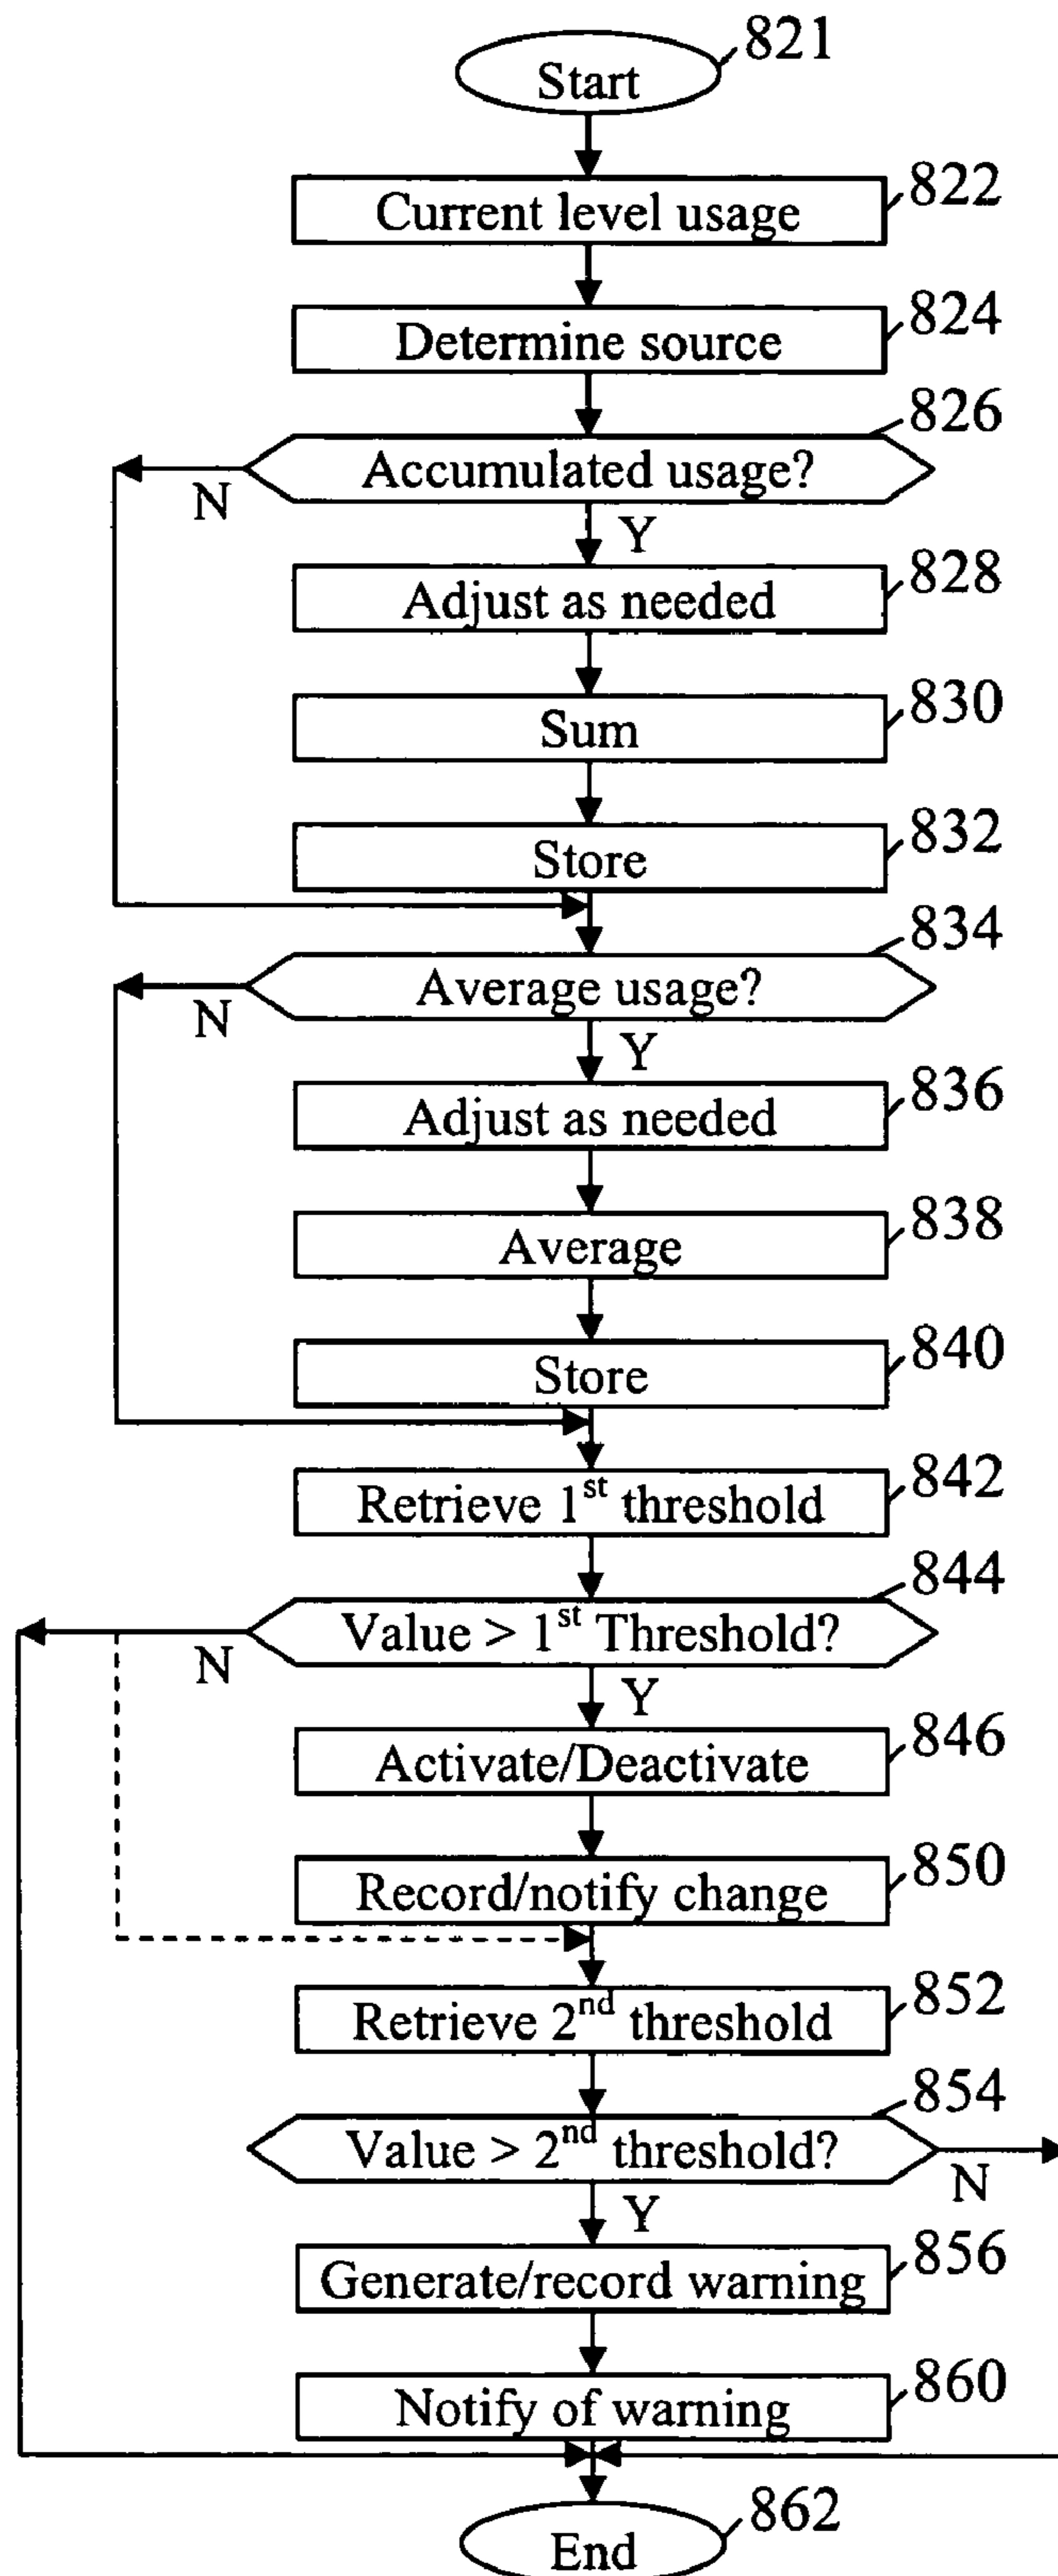 821
Start
822
Current level usage
824
Determine source
826
Accumulated usage?
N
Y
828
Adjust as needed
830
Sum
832
Store
834
Average usage?
N
Y
836
Adjust as needed
838
Average
840
Store
842
Retrieve 1st threshold
844
Value > 1st Threshold?
N
Y
846
Activate/Deactivate
850
Record/notify change
852
Retrieve 2nd threshold
854
Value > 2nd threshold?
N
Y
856
Generate/record warning
860
Notify of warning
862
End